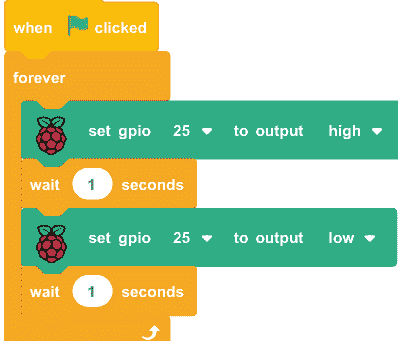 when clicked
forever
set gpio 25 to output high
wait 1 seconds
set gpio 25 to output low
wait 1 seconds